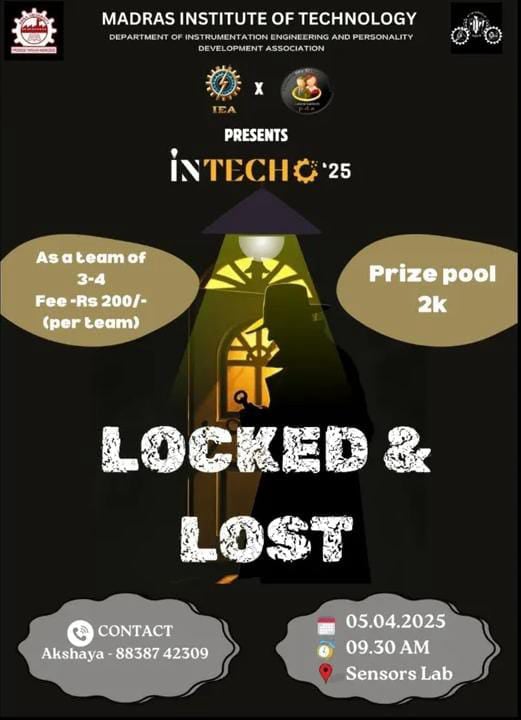 MADRAS INSTITUTE OF TECHNOLOGY
DEPARTMENT OF INSTRUMENTATION ENGINEERING AND PERSONALITY
DEVELOPMENT ASSOCIATION
IEA
X
PRESENTS
INTECHO '25
As a team of
3-4
Fee -Rs 200/-
(per team)
Prize pool
2k
LOCKED &
LOST
CONTACT
Akshaya - 88387 42309
05.04.2025
09.30 AM
Sensors Lab